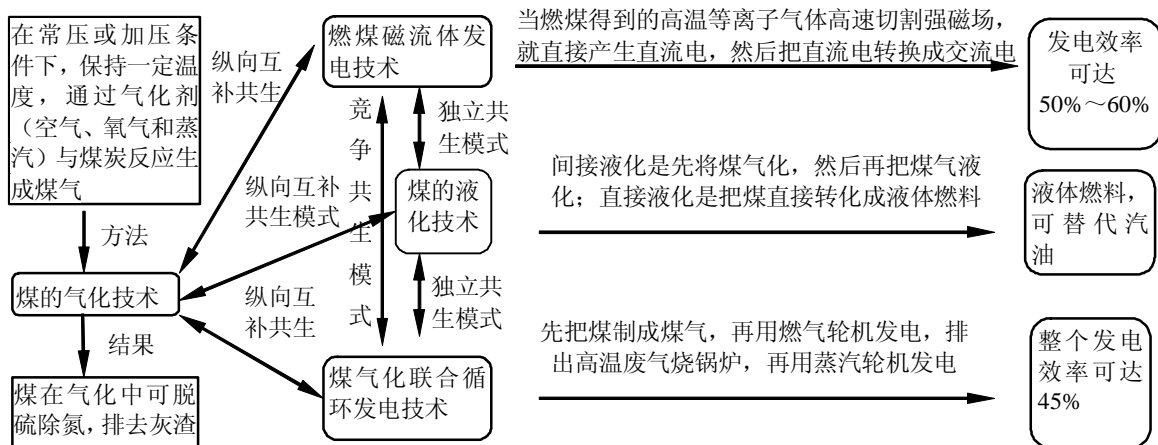 在常压或加压条
件下，保持一定温
度，通过气化剂
（空气、氧气和蒸
汽）与煤炭反应生
成煤气
方法
煤的气化技术
结果
煤在气化中可脱
硫除氮，排去灰渣
纵向互
补共生
纵向互补
共生模式
纵向互
补共生
燃煤磁流体发
电技术
竞
争
共
生
模
式
独立共
生模式
煤的液
化技术
独立共
生模式
煤气化联合循
环发电技术
当燃煤得到的高温等离子气体高速切割强磁场，
就直接产生直流电，然后把直流电转换成交流电
间接液化是先将煤气化，然后再把煤气液
化；直接液化是把煤直接转化成液体燃料
先把煤制成煤气，再用燃气轮机发电，排
出高温废气烧锅炉，再用蒸汽轮机发电
发电效率
可达
50%～60%
液体燃料，
可替代汽
油
整个发电
效率可达
45%